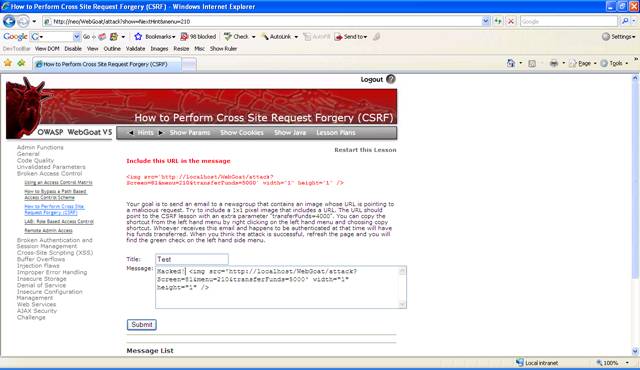 How to Perform Cross Site Request Forgery (CSRF) - Windows Internet Explorer
http://neo/WebGoat/attack?show=NextHint&menu=210
Google
Google
Go
Bookmarks
98 blocked
Check
AutoLink
AutoFill
Send to
Settings
DevToolbar View DOM Disable View Outline Validate Images Misc Resize Misc Show Ruler
How to Perform Cross Site Request Forgery (CSRF)
Page
Tools
Logout
How to Perform Cross Site Request Forgery (CSRF)
OWASP WebGoat V5
Hints Show Params Show Cookies Show Java Lesson Plans
Restart this Lesson
Admin Functions
General
Code Quality
Unvalidated Parameters
Broken Access Control
Using an Access Control Matrix
How to Bypass a Path Based
Access Control Scheme
How to Perform Cross Site
Request Forgery (CSRF)
LAB: Role Based Access Control
Remote Admin Access
Broken Authentication and
Session Management
Cross-Site Scripting (XSS)
Buffer Overflows
Injection Flaws
Improper Error Handling
Insecure Storage
Denial of Service
Insecure Configuration
Management
Web Services
AJAX Security
Challenge
Include this URL in the message
<img src='http://localhost/WebGoat/attack?
Screen=81&menu=210&transferFunds=5000' width="1" height="1" />
Your goal is to send an email to a newsgroup that contains an image whose URL is pointing
to a malicious request. Try to include a 1x1 pixel image that includes a URL. The URL should
point to the CSRF lesson with an extra parameter "transferFunds=4000". You can copy the
shortcut from the left hand menu by right clicking on the left hand menu and choosing copy
shortcut. Whoever receives this email and happens to be authenticated at that time will have
his funds transferred. When you think the attack is successful, refresh the page and you will
find the green check on the left hand side menu.
Title: Test
Message: Hacked! <img src='http://localhost/WebGoat/attack?
Screen=81&menu=210&transferFunds=5000' width="1"
height="1" />
Submit
Message List
Local intranet
100%